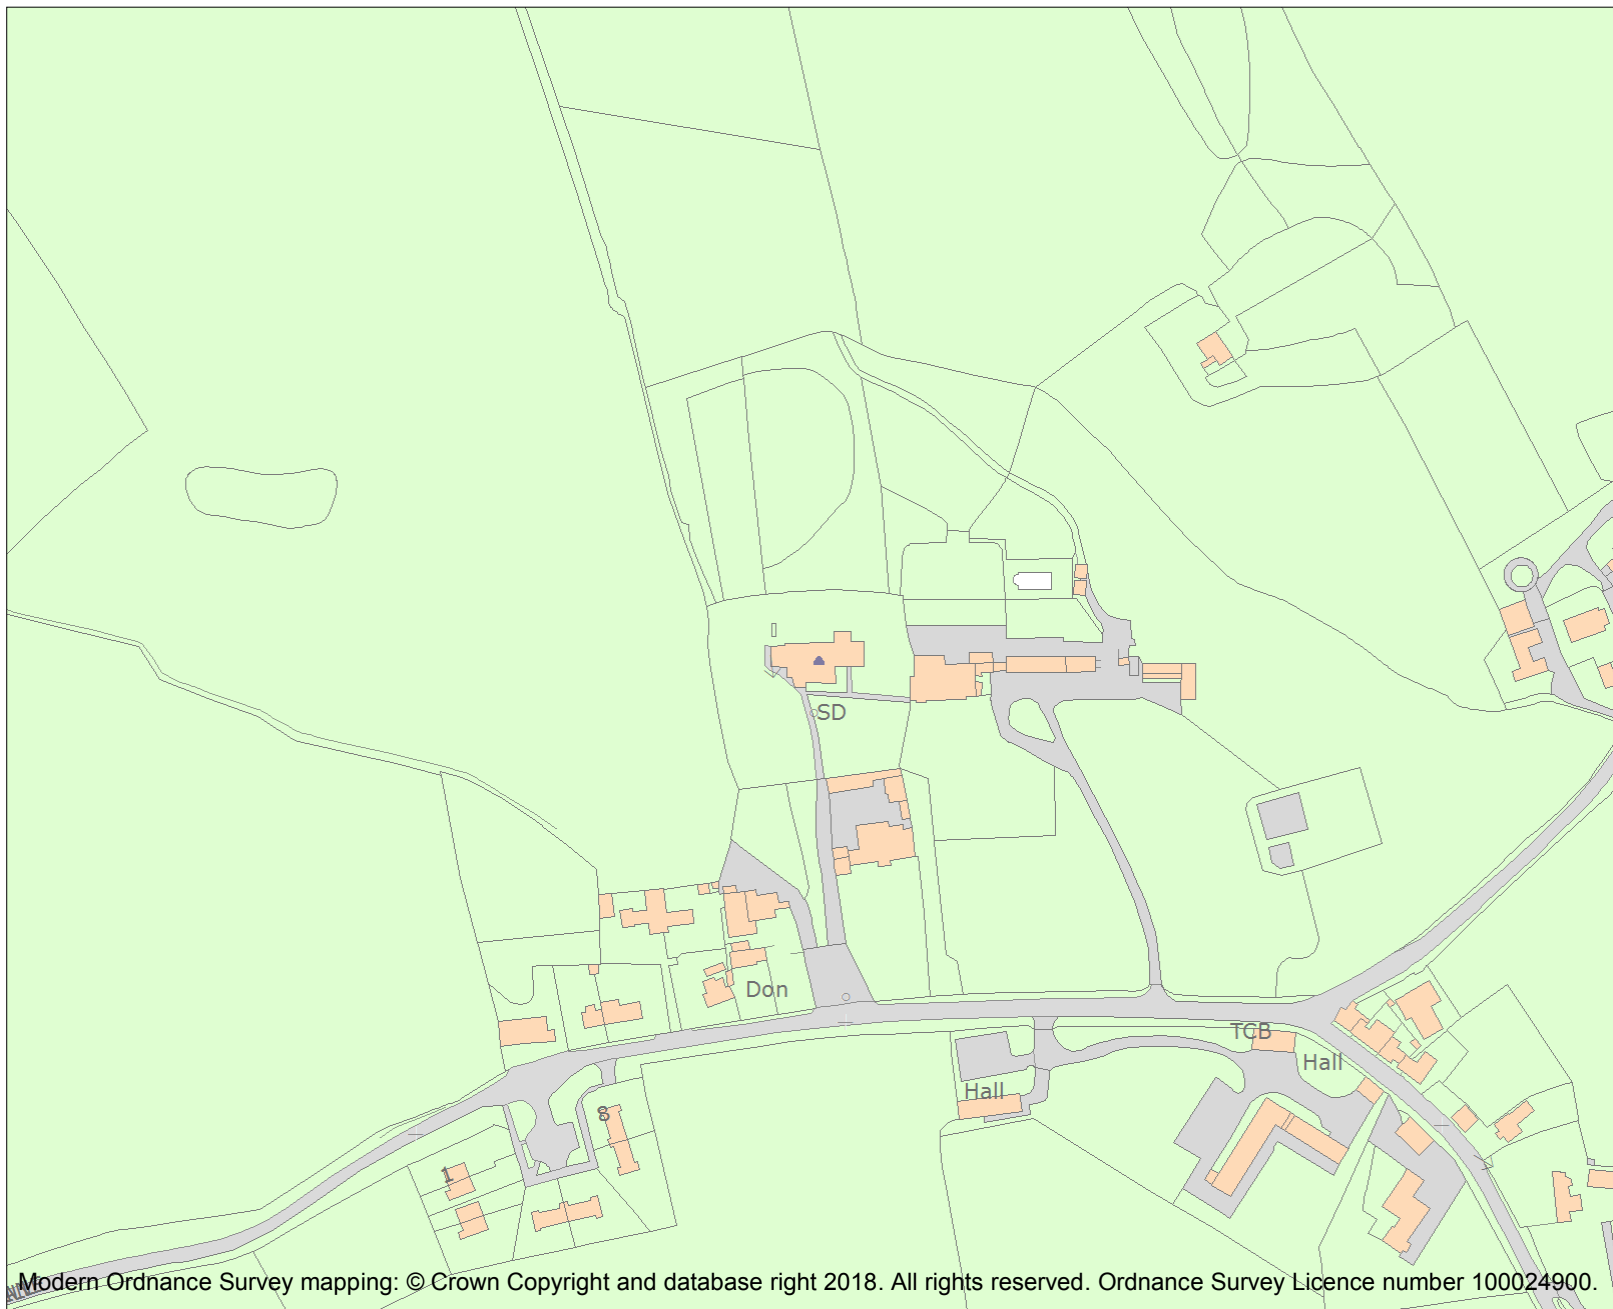 SD
Don
TCB
Hall
Hall
8
1
Modern Ordnance Survey mapping: © Crown Copyright and database right 2018. All rights reserved. Ordnance Survey Licence number 100024900.